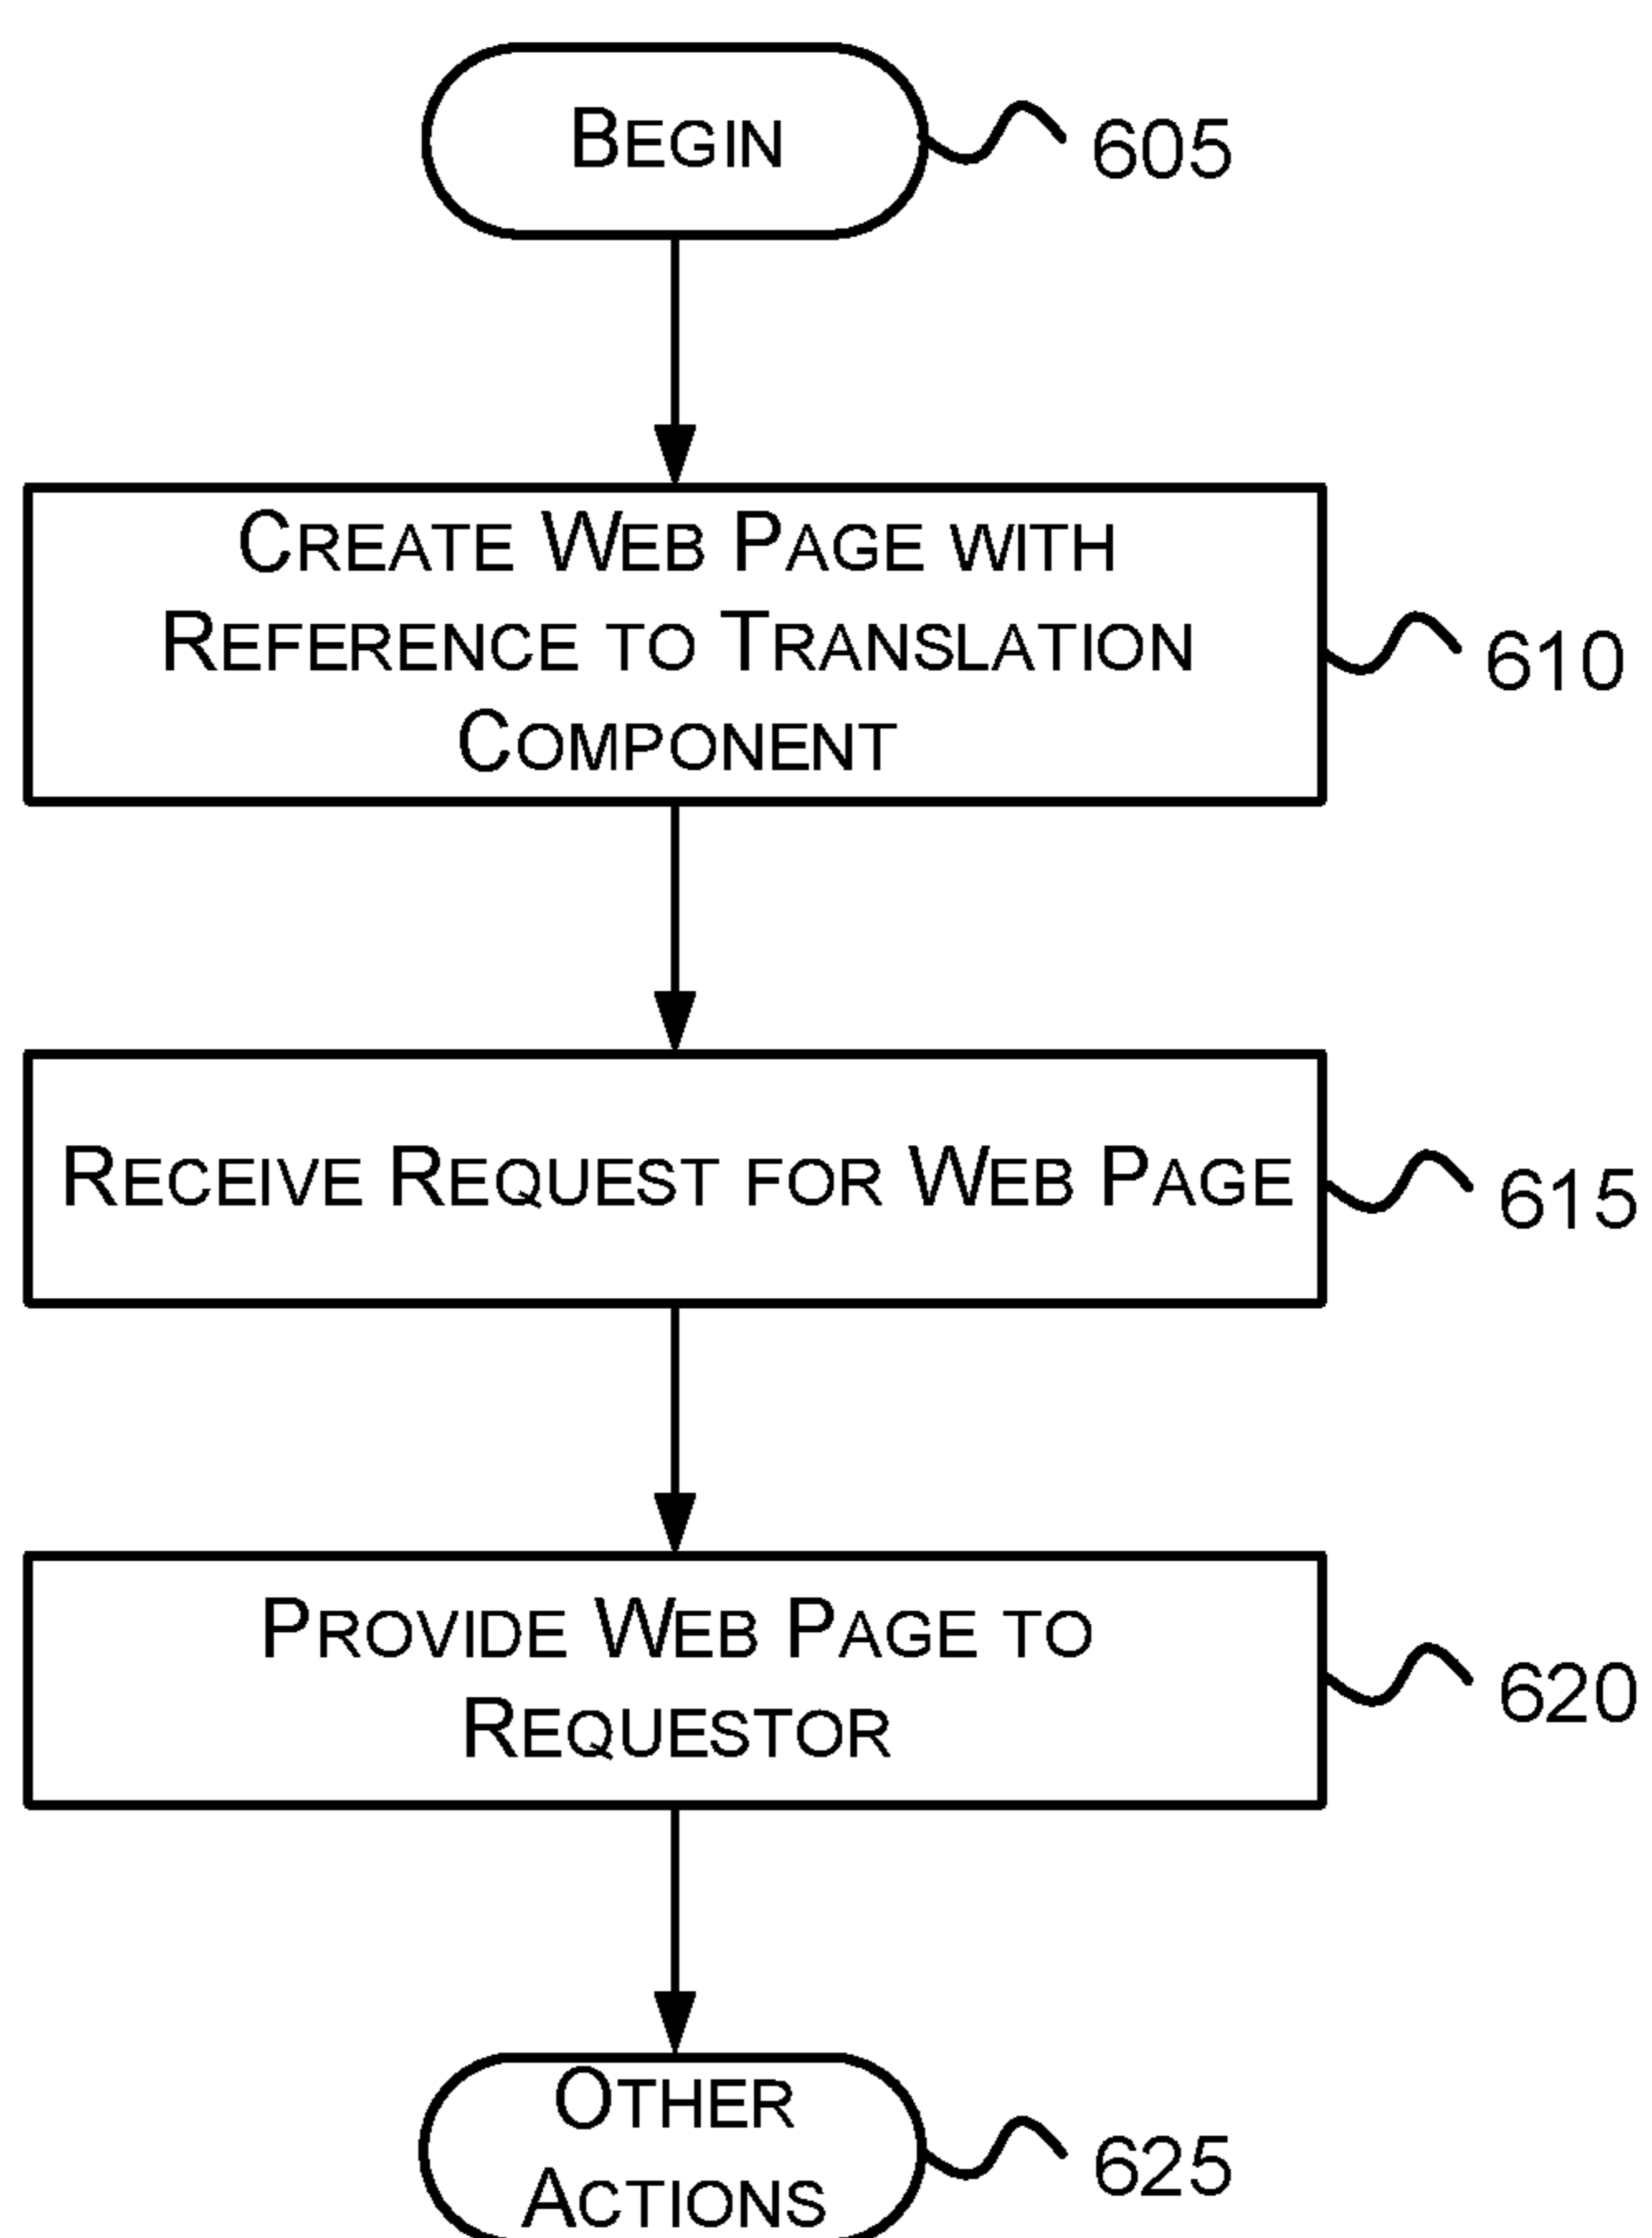 BEGIN
605
CREATE WEB PAGE WITH
REFERENCE TO TRANSLATION
COMPONENT
610
RECEIVE REQUEST FOR WEB PAGE
615
PROVIDE WEB PAGE TO
REQUESTOR
620
OTHER
ACTIONS
625